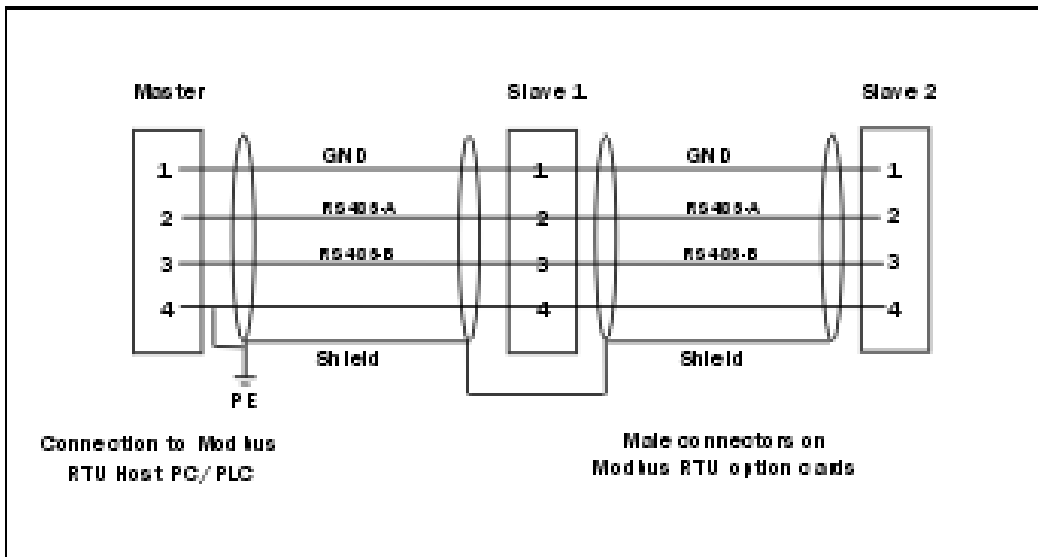 Master Slave 1 Slave 2
1 GND 1 GND 1
2 RS485-A 2 RS485-A 2
3 RS485-B 3 RS485-B 3
4 4 4
Shield Shield
PE
Connection to Modbus
RTU Host PC/PLC
Male connectors on
Modbus RTU option cards